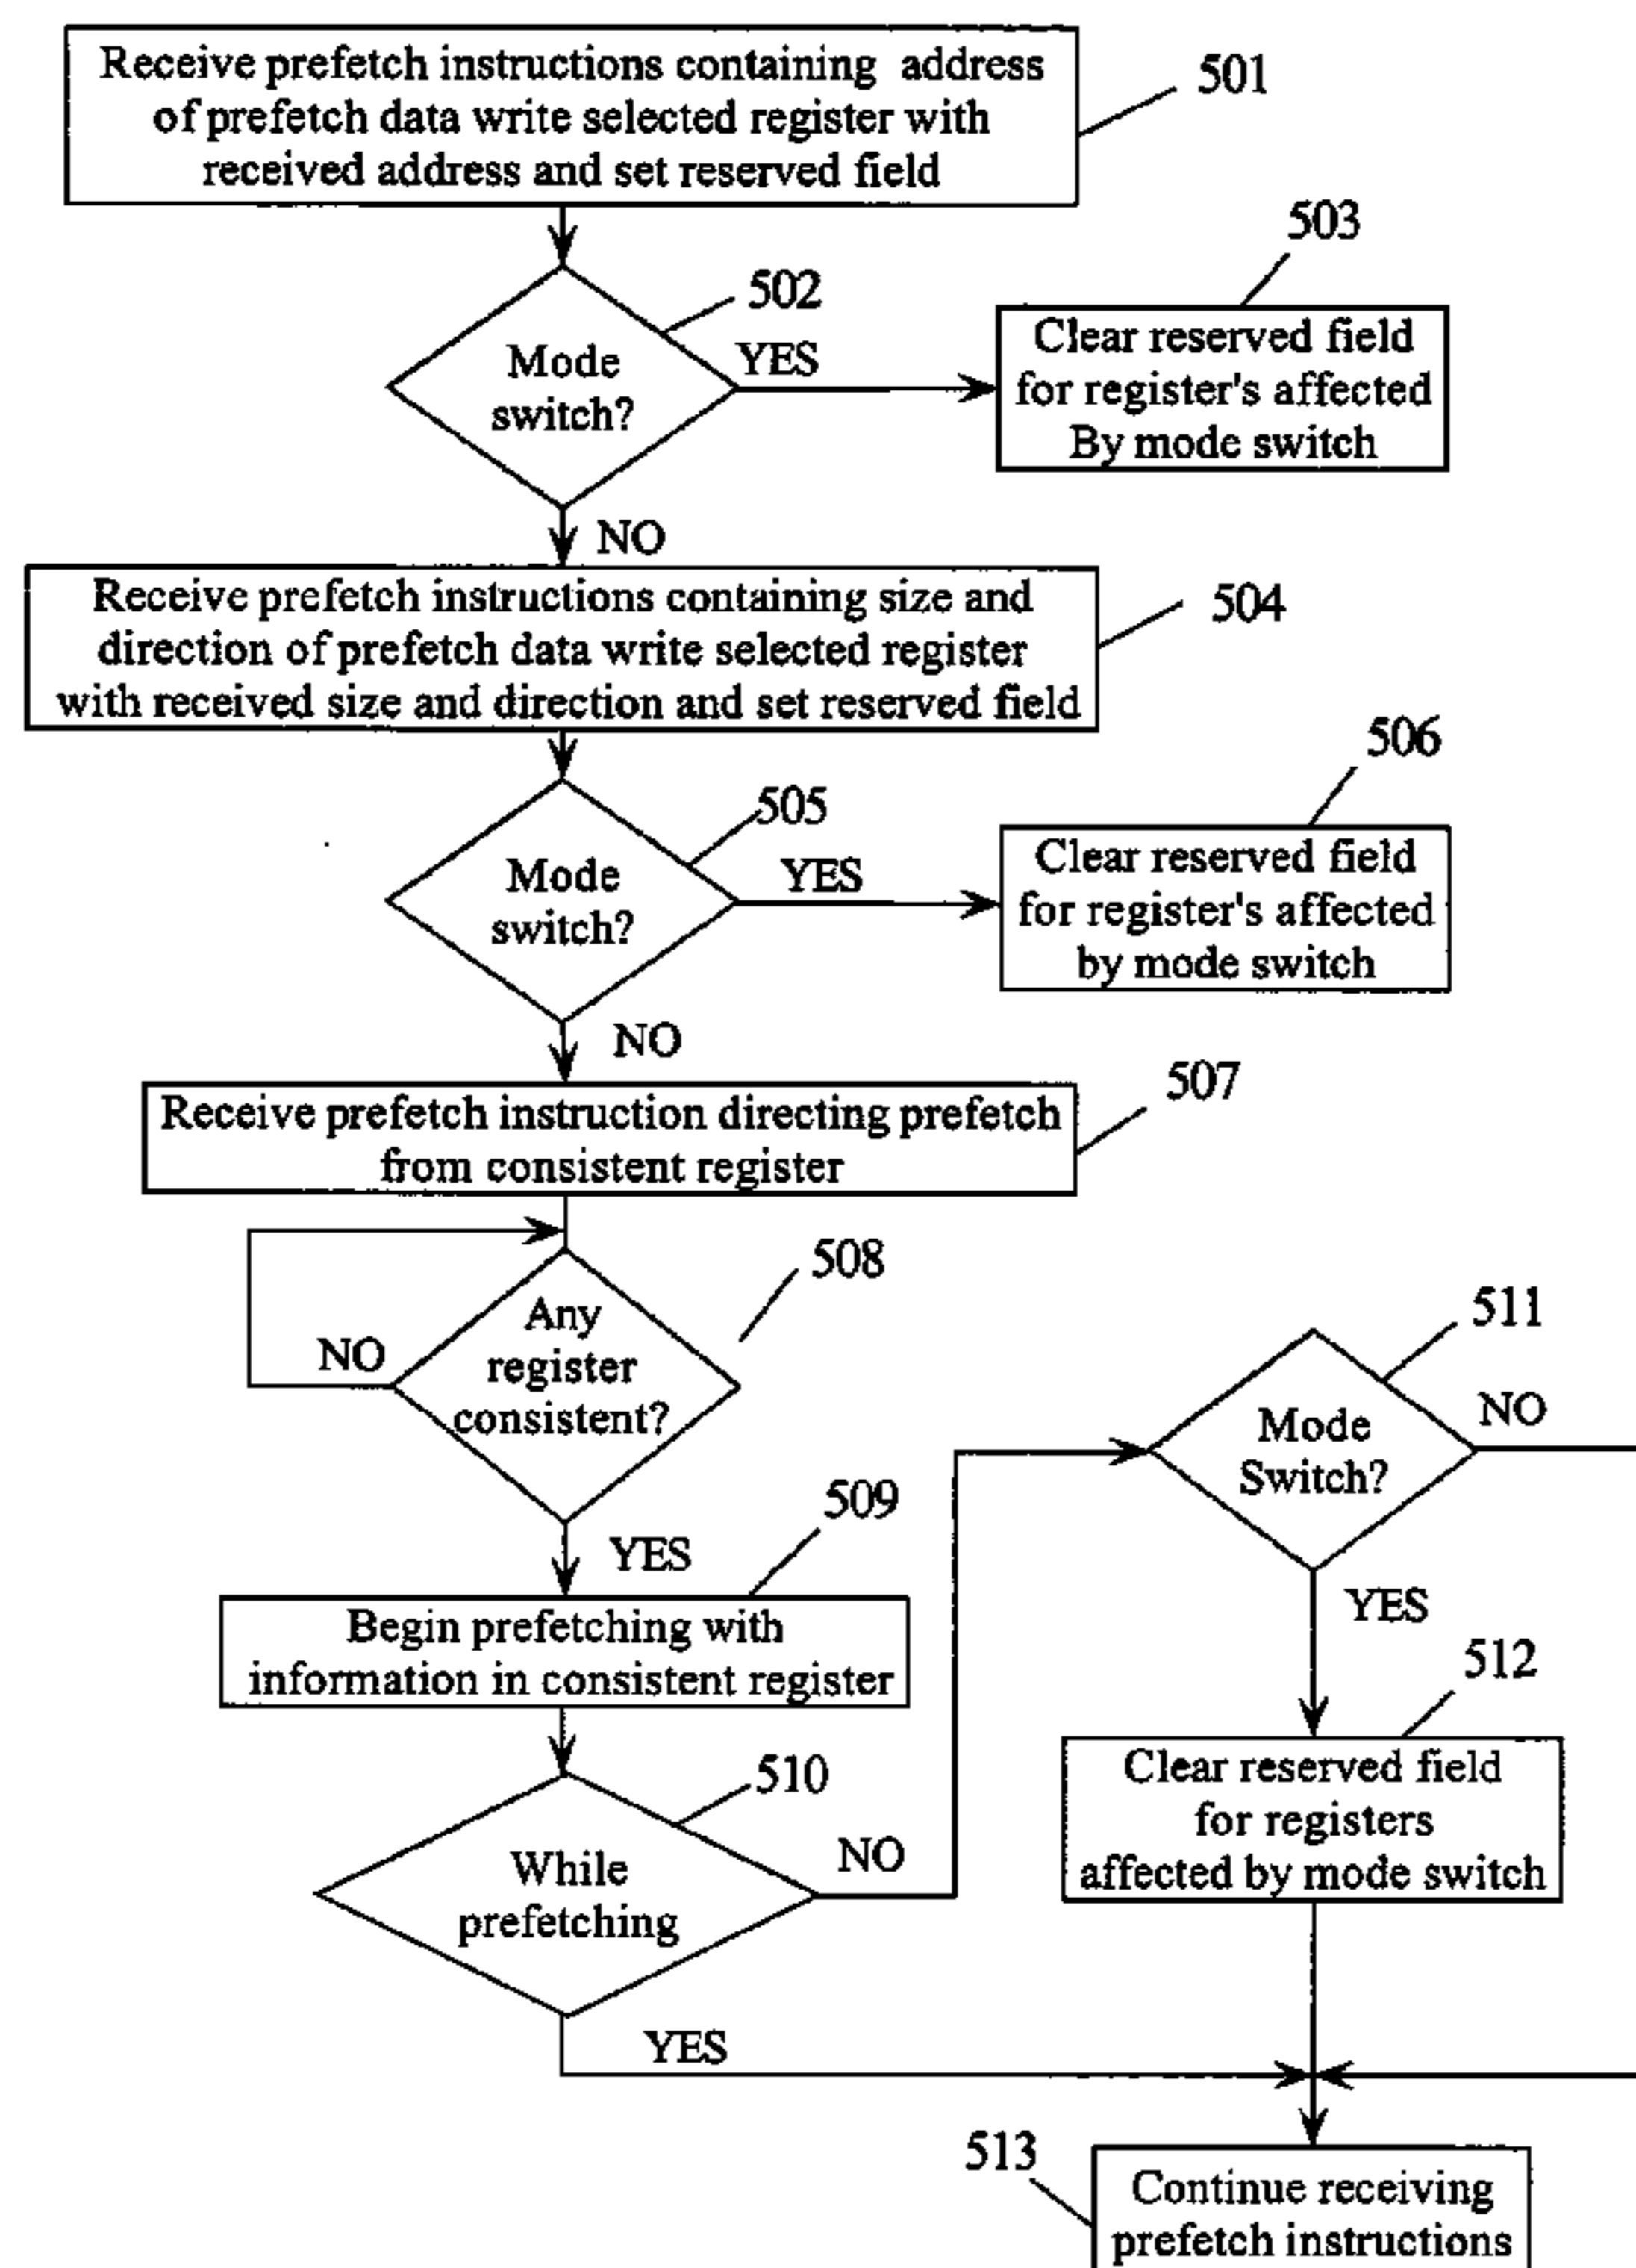 Receive prefetch instructions containing address
of prefetch data write selected register with
received address and set reserved field
501
502
Mode
switch?
YES
503
Clear reserved field
for register's affected
By mode switch
NO
Receive prefetch instructions containing size and
direction of prefetch data write selected register
with received size and direction and set reserved field
504
505
Mode
switch?
YES
506
Clear reserved field
for register's affected
by mode switch
NO
Receive prefetch instruction directing prefetch
from consistent register
507
508
Any
register
consistent?
NO
YES
509
Begin prefetching with
information in consistent register
510
While
prefetching
NO
YES
511
Mode
Switch?
NO
YES
512
Clear reserved field
for registers
affected by mode switch
513
Continue receiving
prefetch instructions